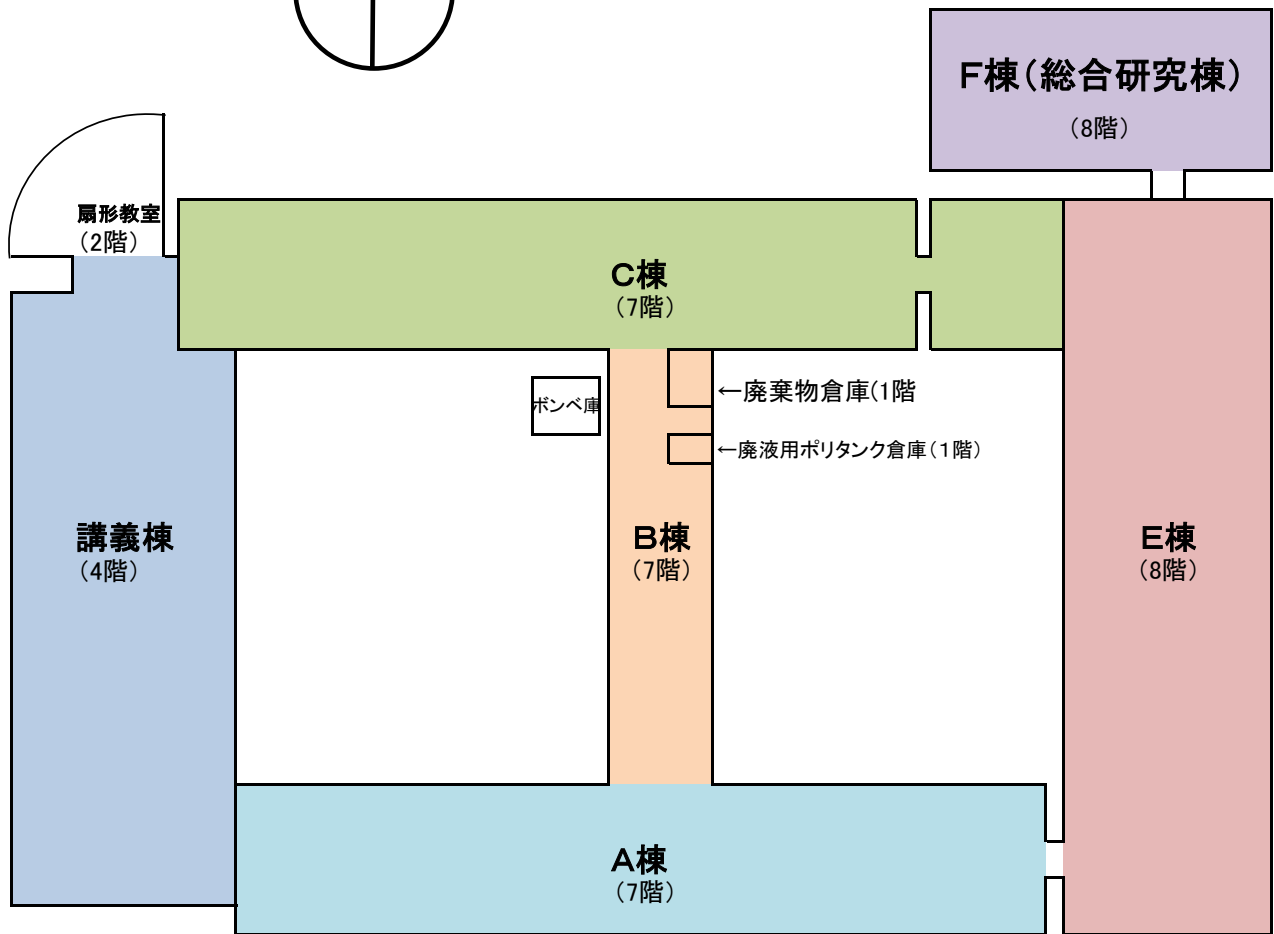 F棟(総合研究棟)
(8階)
扇形教室
(2階)
C棟
(7階)
←廃棄物倉庫(1階
ボンベ庫
←廃液用ポリタンク倉庫(1階)
講義棟
(4階)
B棟
(7階)
E棟
(8階)
A棟
(7階)